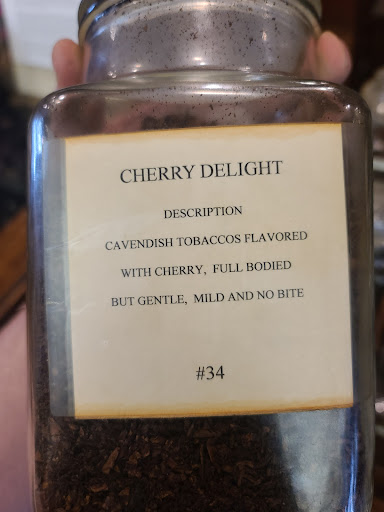 CHERRY DELIGHT
DESCRIPTION
CAVENDISH TOBACCOS FLAVORED
WITH CHERRY, FULL BODIED
BUT GENTLE, MILD AND NO BITE
#34